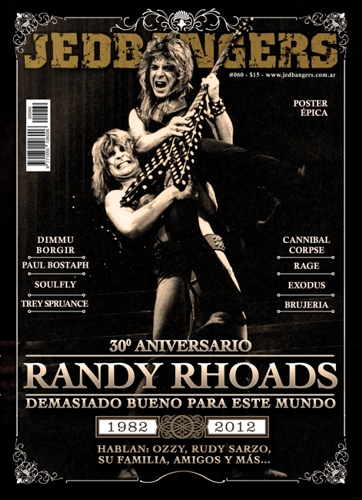 JEDBANGERS
#060 - $15 - www.jedbangers.com.ar
POSTER
ÉPICA
DIMMU
BORGIR
PAUL BOSTAPH
SOULFLY
TREY SPRUANCE
CANNIBAL
CORPSE
RAGE
EXODUS
BRUJERIA
30º ANIVERSARIO
RANDY RHOADS
DEMASIADO BUENO PARA ESTE MUNDO
1982 2012
HABLAN: OZZY, RUDY SARZO,
SU FAMILIA, AMIGOS Y MÁS...